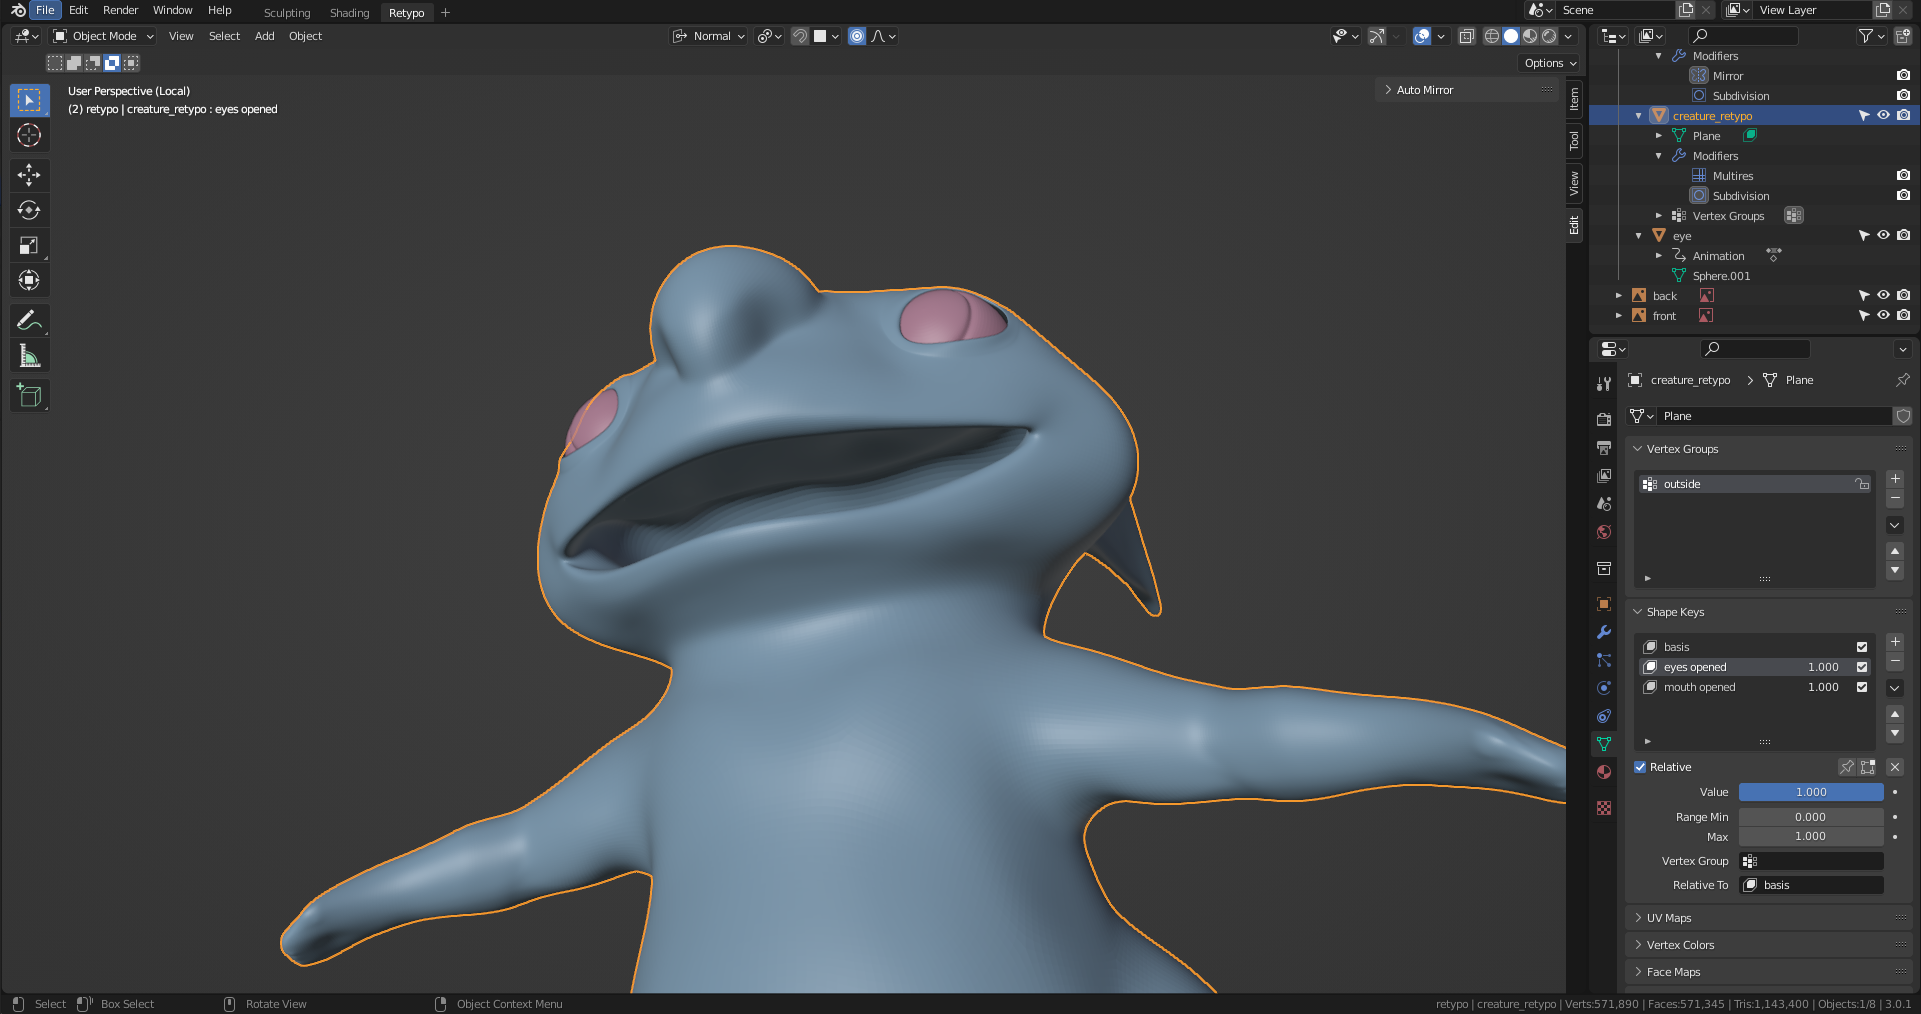 File Edit Render Window Help Sculpting Shading Retypo + Scene View Layer
Object Mode View Select Add Object Normal
Options
User Perspective (Local)
(2) retypo | creature_retypo : eyes opened
Auto Mirror
Item
Tool
View
Edit
Modifiers
Mirror
Subdivision
creature_retypo
Plane
Modifiers
Multires
Subdivision
Vertex Groups
eye
Animation
Sphere.001
back
front
creature_retypo > Plane
Plane
Vertex Groups
outside
Shape Keys
basis
eyes opened 1.000
mouth opened 1.000
Relative
Value 1.000
Range Min 0.000
Max 1.000
Vertex Group
Relative To basis
UV Maps
Vertex Colors
Face Maps
Select Box Select Rotate View Object Context Menu
retypo | creature_retypo | Verts:571,890 | Faces:571,345 | Tris:1,143,400 | Objects:1/8 | 3.0.1